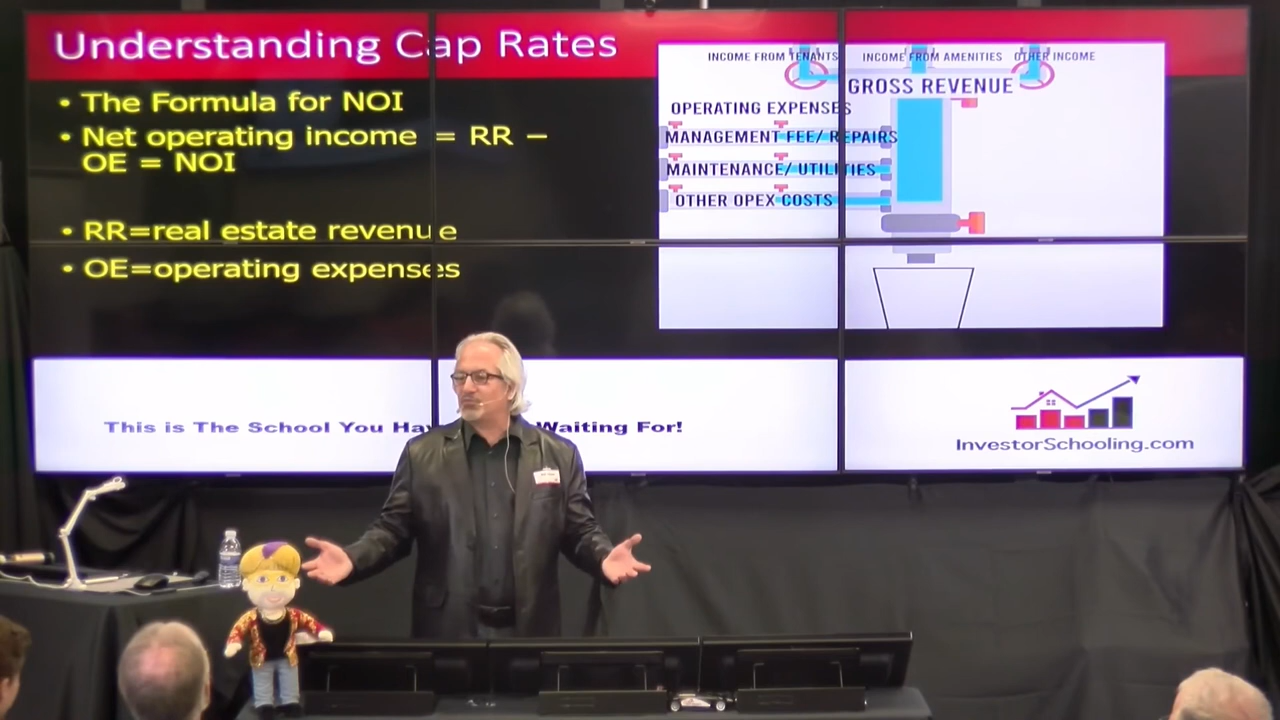 Understanding Cap Rates
• The Formula for NOI
• Net operating income = RR −
OE = NOI
• RR=real estate revenue
• OE=operating expenses
INCOME FROM TENANTS INCOME FROM AMENITIES OTHER INCOME
GROSS REVENUE
OPERATING EXPENSES
MANAGEMENT FEE/ REPAIRS
MAINTENANCE/ UTILITIES
OTHER OPEX COSTS
This is The School You Hav Waiting For!
InvestorSchooling.com